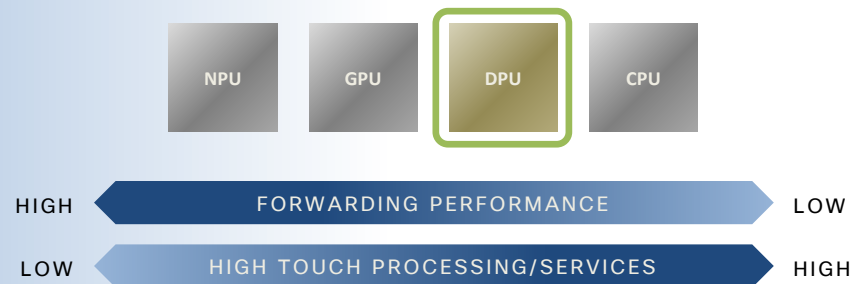 NPU GPU DPU CPU
HIGH FORWARDING PERFORMANCE LOW
LOW HIGH TOUCH PROCESSING/SERVICES HIGH